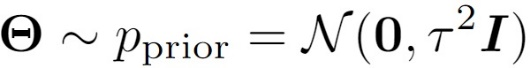 Θ ∼ p_prior = 𝒩(0, τ²I)